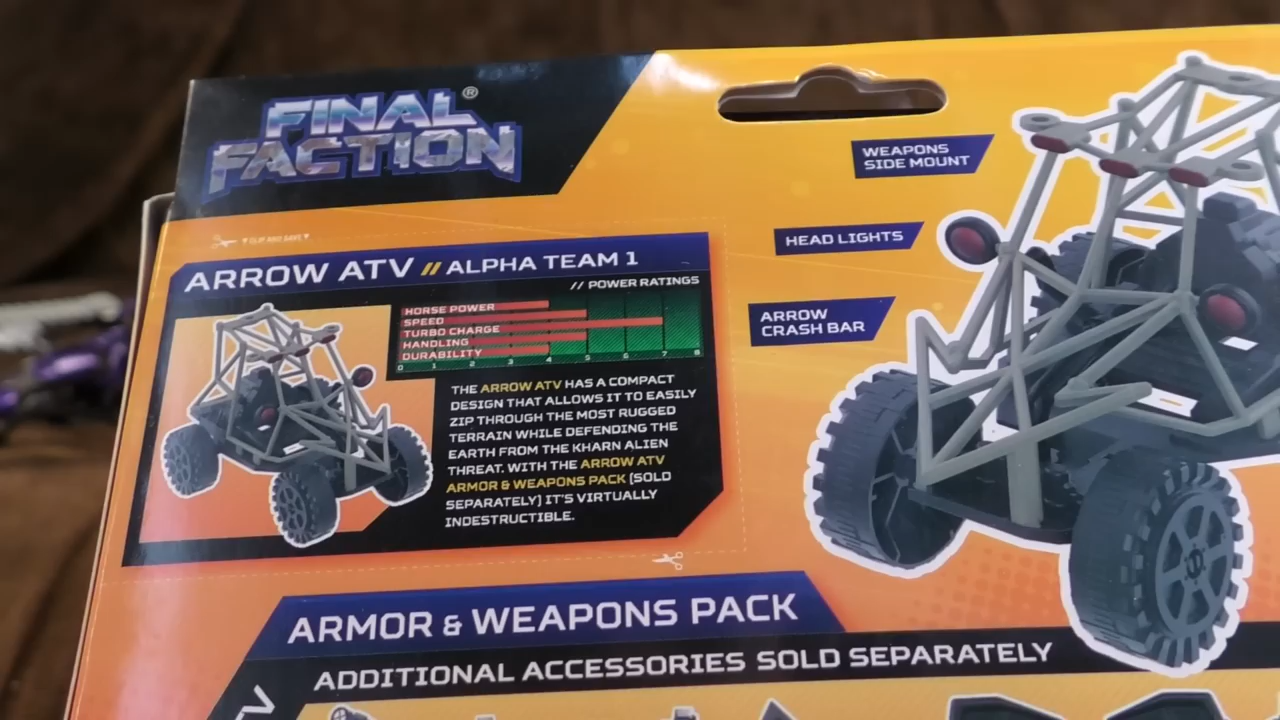 FINAL ®
FACTION
WEAPONS
SIDE MOUNT
HEAD LIGHTS
ARROW
CRASH BAR
CLIP AND SAVE
ARROW ATV // ALPHA TEAM 1
// POWER RATINGS
HORSE POWER
SPEED
TURBO CHARGE
HANDLING
DURABILITY
0 1 2 3 4 5 6 7 8
THE ARROW ATV HAS A COMPACT
DESIGN THAT ALLOWS IT TO EASILY
ZIP THROUGH THE MOST RUGGED
TERRAIN WHILE DEFENDING THE
EARTH FROM THE KHARN ALIEN
THREAT. WITH THE ARROW ATV
ARMOR & WEAPONS PACK (SOLD
SEPARATELY) IT'S VIRTUALLY
INDESTRUCTIBLE.
ARMOR & WEAPONS PACK
ADDITIONAL ACCESSORIES SOLD SEPARATELY
TV